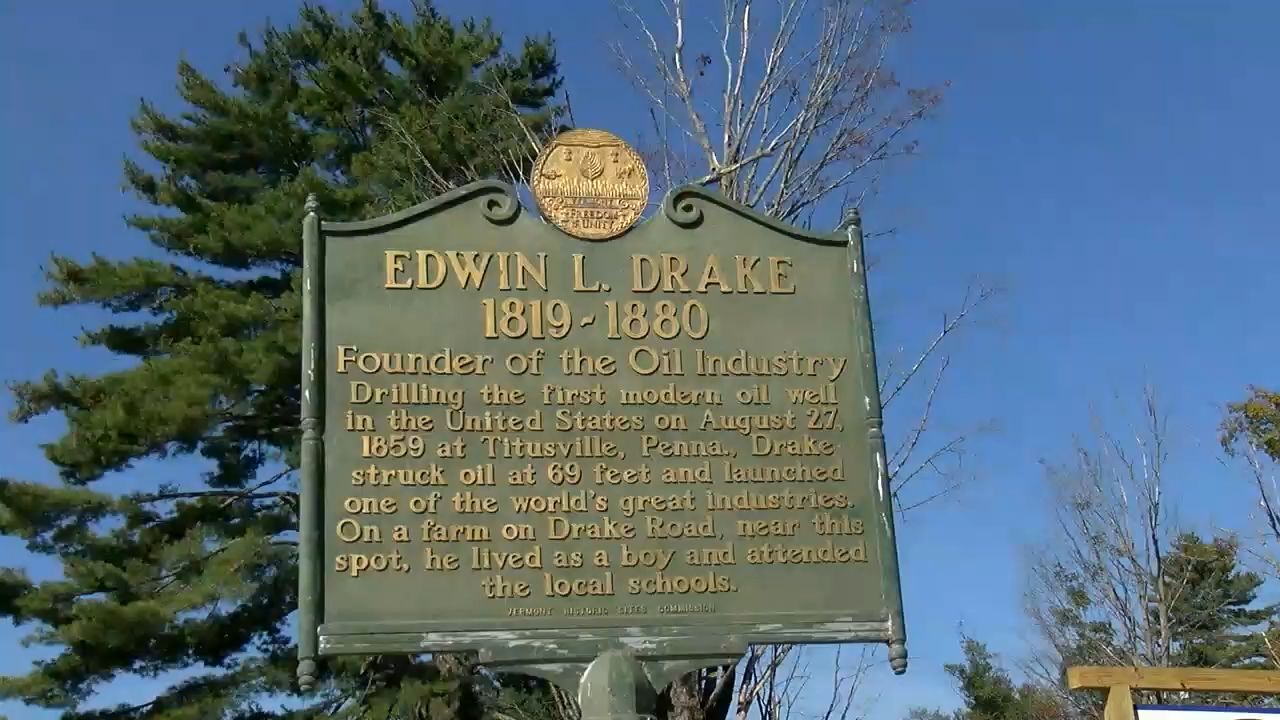 VERMONT
FREEDOM
& UNITY
EDWIN L. DRAKE
1819-1880
Founder of the Oil Industry
Drilling the first modern oil well
in the United States on August 27,
1859 at Titusville, Penna., Drake
struck oil at 69 feet and launched
one of the world's great industries.
On a farm on Drake Road, near this
spot, he lived as a boy and attended
the local schools.
VERMONT HISTORIC SITES COMMISSION